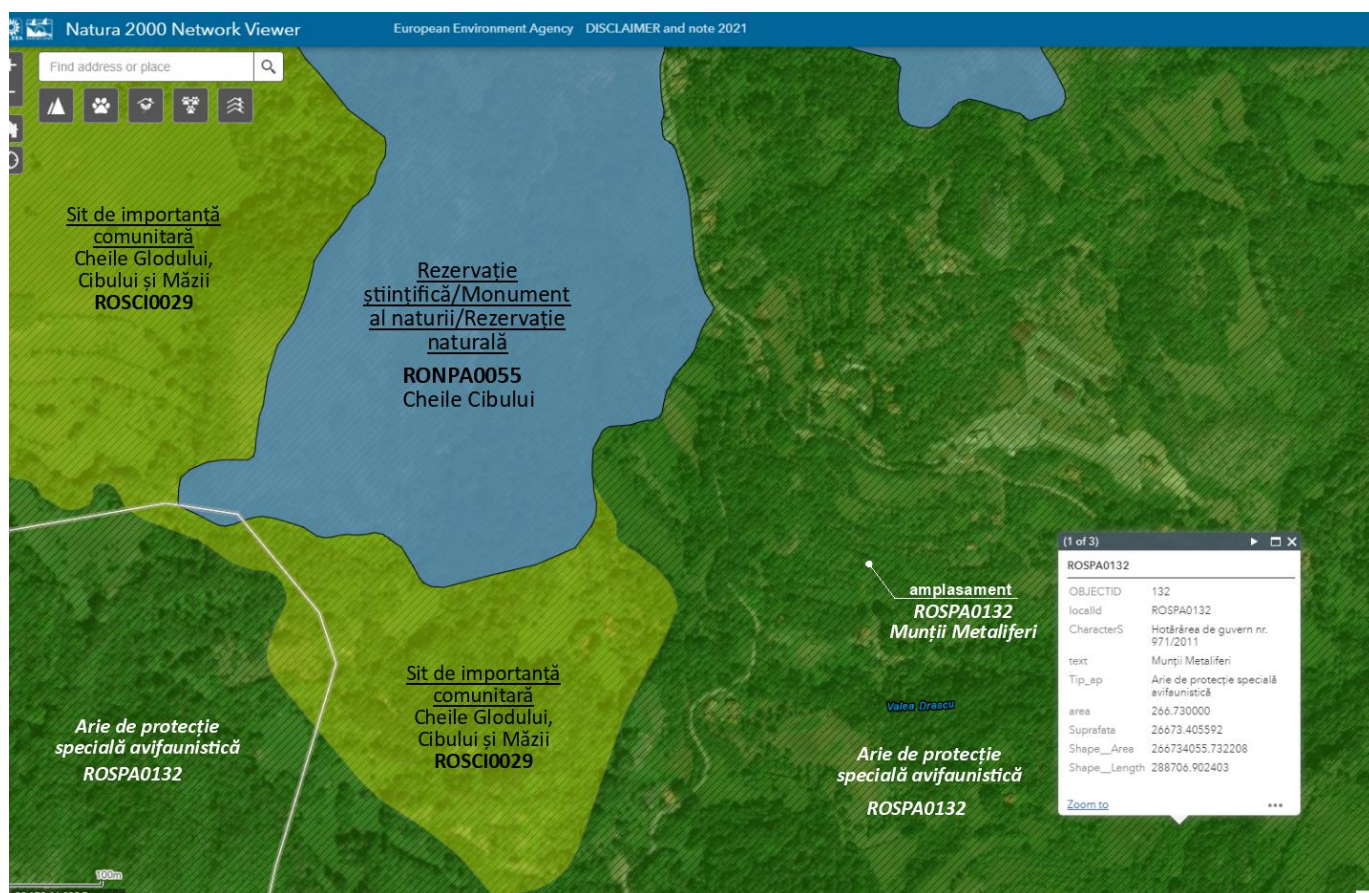 Natura 2000 Network Viewer
European Environment Agency DISCLAIMER and note 2021
Find address or place
Sit de importanță
comunitară
Cheile Glodului,
Cibului și Măzii
ROSCI0029
Rezervație
științifică/Monument
al naturii/Rezervație
naturală
RONPA0055
Cheile Cibului
amplasament
ROSPA0132
Munții Metaliferi
Sit de importanță
comunitară
Cheile Glodului,
Cibului și Măzii
ROSCI0029
Arie de protecție
specială avifaunistică
ROSPA0132
Valea Drascu
Arie de protecție
specială avifaunistică
ROSPA0132
(1 of 3)
ROSPA0132
OBJECTID 132
localId ROSPA0132
CharacterS Hotărârea de guvern nr.
971/2011
text Munții Metaliferi
Tip_ap Arie de protecție specială
avifaunistică
area 266.730000
Suprafata 26673.405592
Shape__Area 266734055.732208
Shape__Length 288706.902403
Zoom to
100m